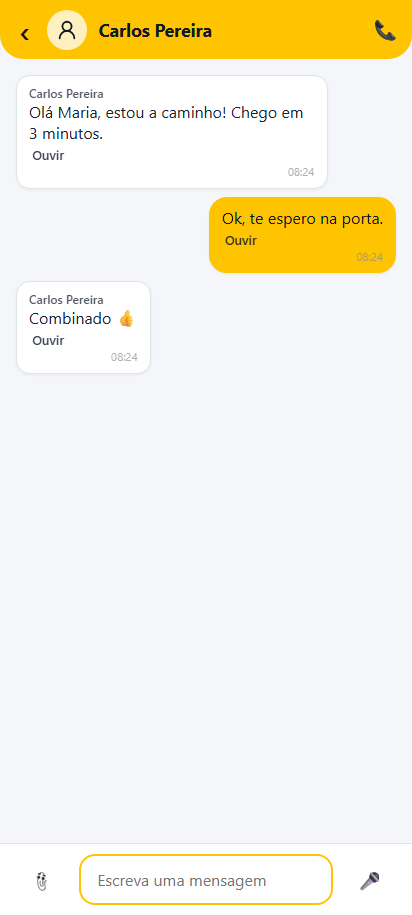 Carlos Pereira
Carlos Pereira
Olá Maria, estou a caminho! Chego em
3 minutos.
Ouvir
08:24
Ok, te espero na porta.
Ouvir
08:24
Carlos Pereira
Combinado 👍
Ouvir
08:24
Escreva uma mensagem